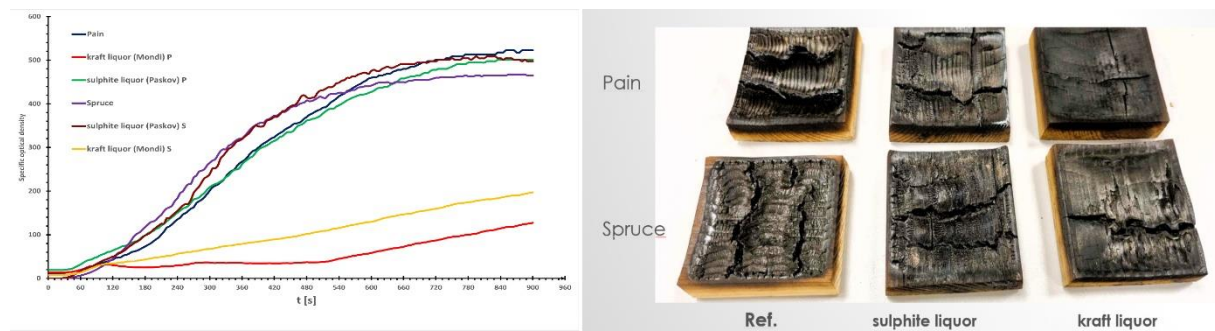 600
500
400
300
200
100
0
Specific optical density
Pain
kraft liquor (Mondi) P
sulphite liquor (Paskov) P
Spruce
sulphite liquor (Paskov) S
kraft liquor (Mondi) S
0 60 120 180 240 300 360 420 480 540 600 660 720 780 840 900 960
t [s]
Pain
Spruce
Ref. sulphite liquor kraft liquor